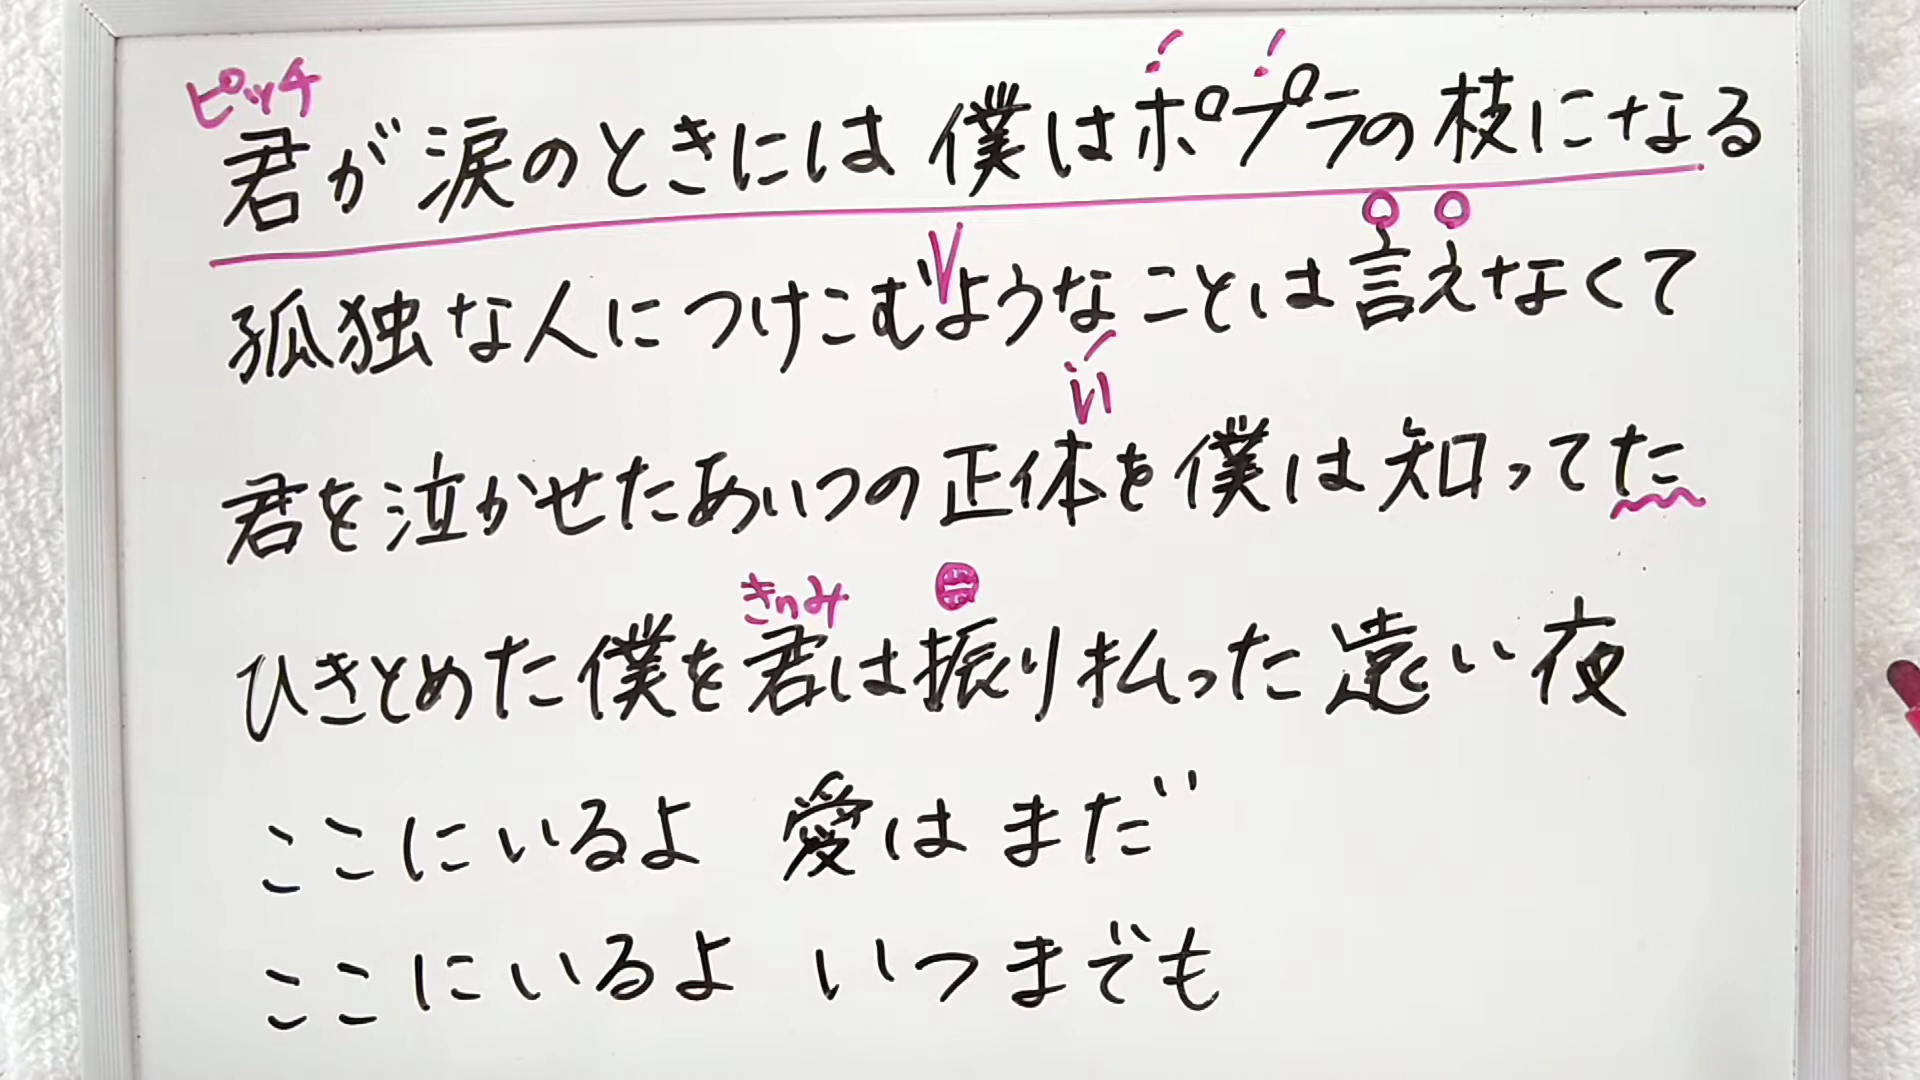 ピッチ
君が涙のときには 僕はポプラの枝になる
孤独な人につけこむようなことは言えなくて
い
君を泣かせたあいつの正体を僕は知ってた
きみ
ひきとめた僕を君は振り払った遠い夜
ここにいるよ 愛はまだ
ここにいるよ いつまでも